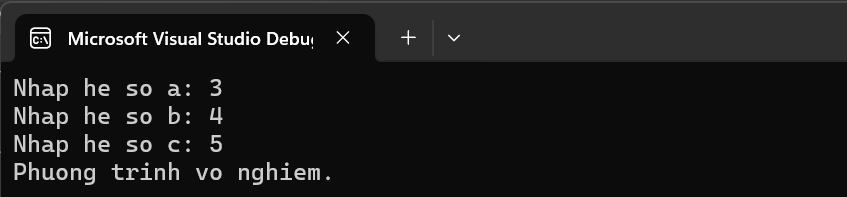 Microsoft Visual Studio Debu
Nhap he so a: 3
Nhap he so b: 4
Nhap he so c: 5
Phuong trinh vo nghiem.